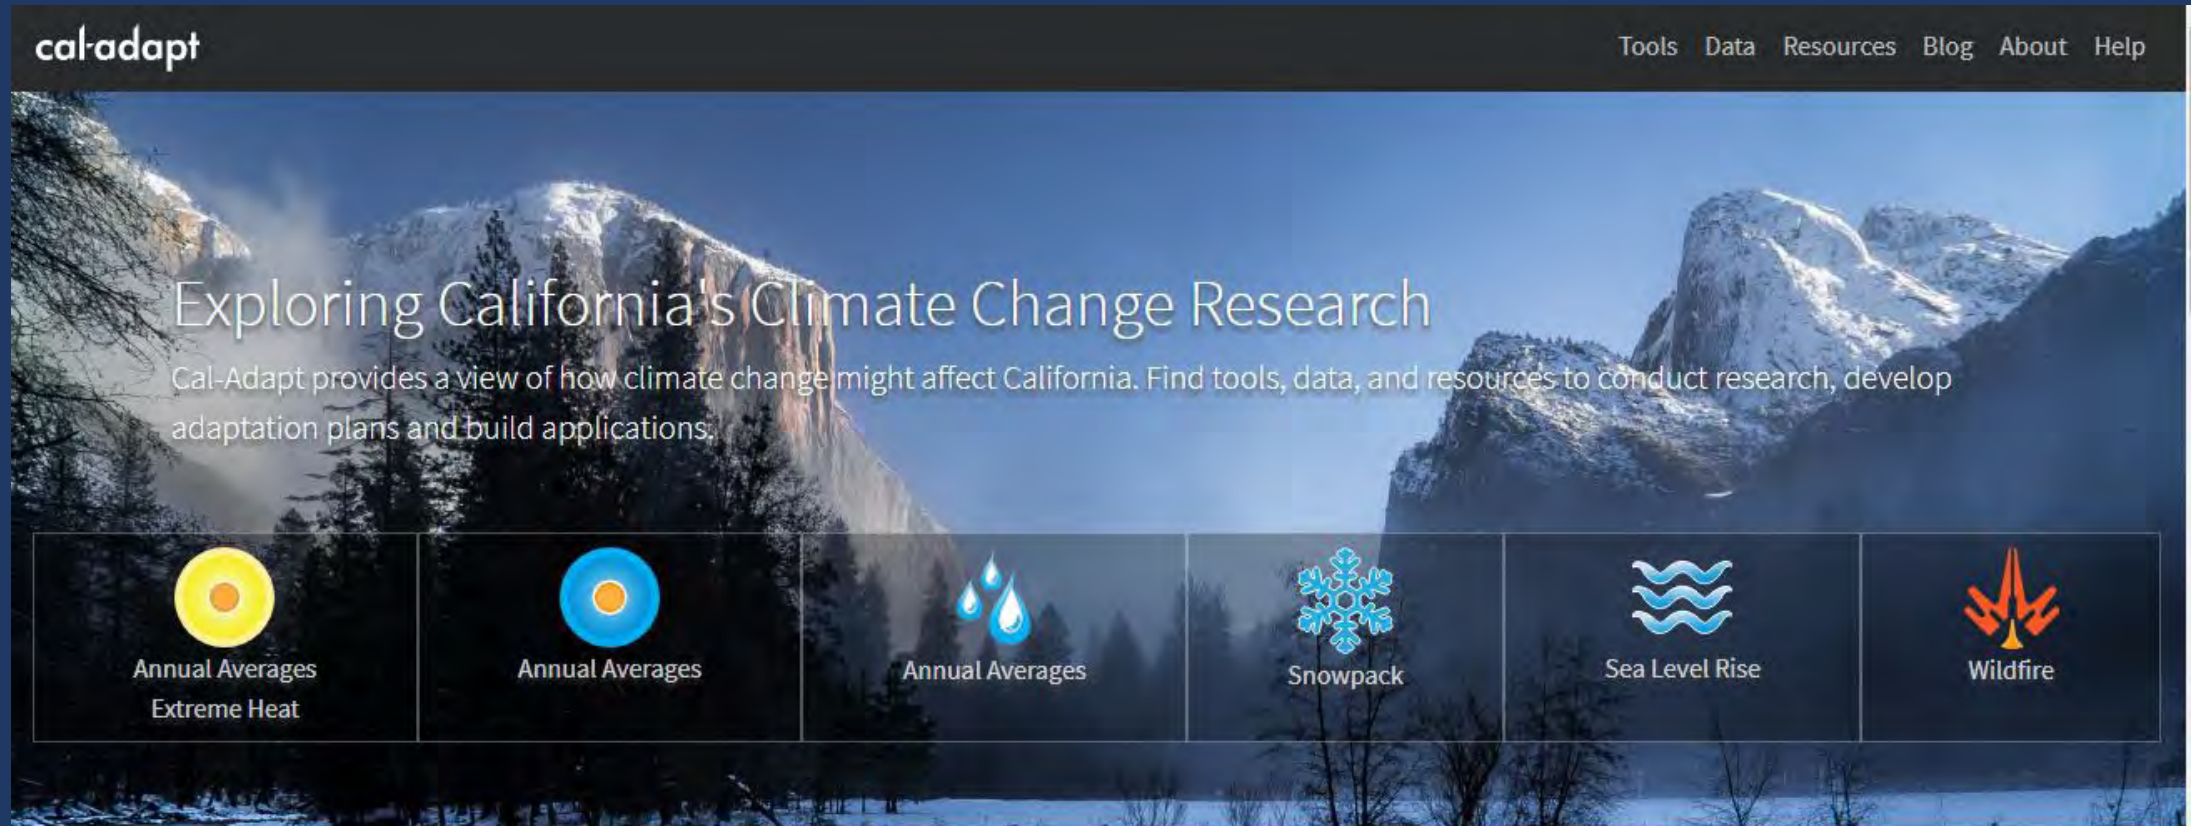 cal-adapt
Tools Data Resources Blog About Help
Exploring California's Climate Change Research
Cal-Adapt provides a view of how climate change might affect California. Find tools, data, and resources to conduct research, develop
adaptation plans and build applications.
Annual Averages
Extreme Heat
Annual Averages
Annual Averages
Snowpack
Sea Level Rise
Wildfire